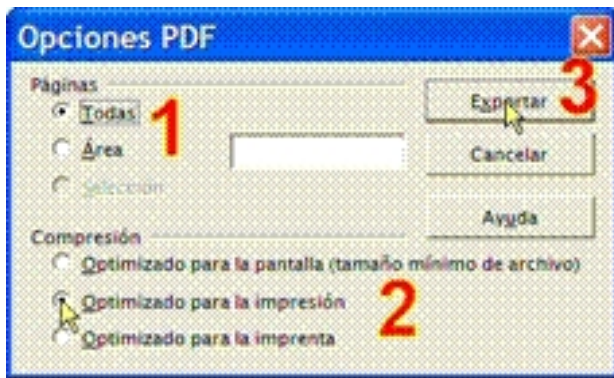 Opciones PDF
Páginas
Todas
1
Área
Selección
Exportar
3
Cancelar
Ayuda
Compresión
Optimizado para la pantalla (tamaño mínimo de archivo)
Optimizado para la impresión
2
Optimizado para la imprenta